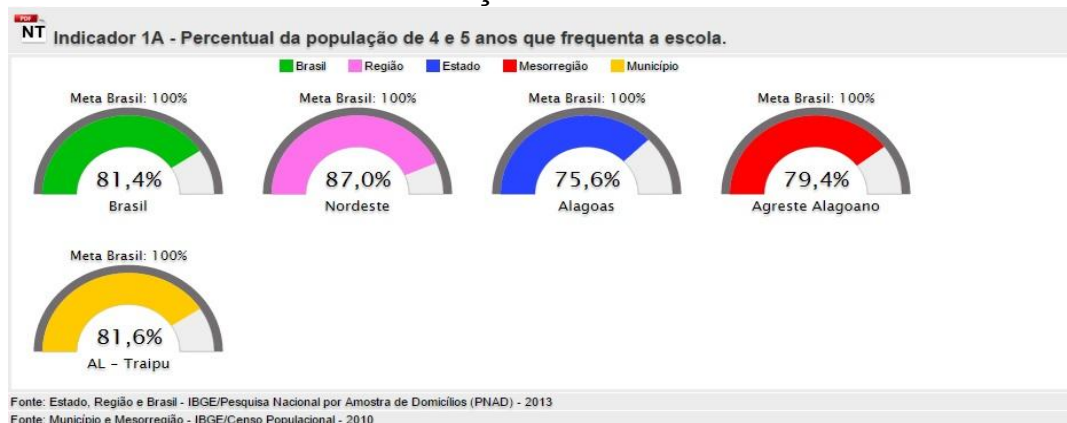 PDF
NT Indicador 1A - Percentual da população de 4 e 5 anos que frequenta a escola.
Brasil Região Estado Mesorregião Município
Meta Brasil: 100% Meta Brasil: 100% Meta Brasil: 100% Meta Brasil: 100%
81,4% 87,0% 75,6% 79,4%
Brasil Nordeste Alagoas Agreste Alagoano
Meta Brasil: 100%
81,6%
AL - Traipu
Fonte: Estado, Região e Brasil - IBGE/Pesquisa Nacional por Amostra de Domicílios (PNAD) - 2013
Fonte: Município e Mesorregião - IBGE/Censo Populacional - 2010